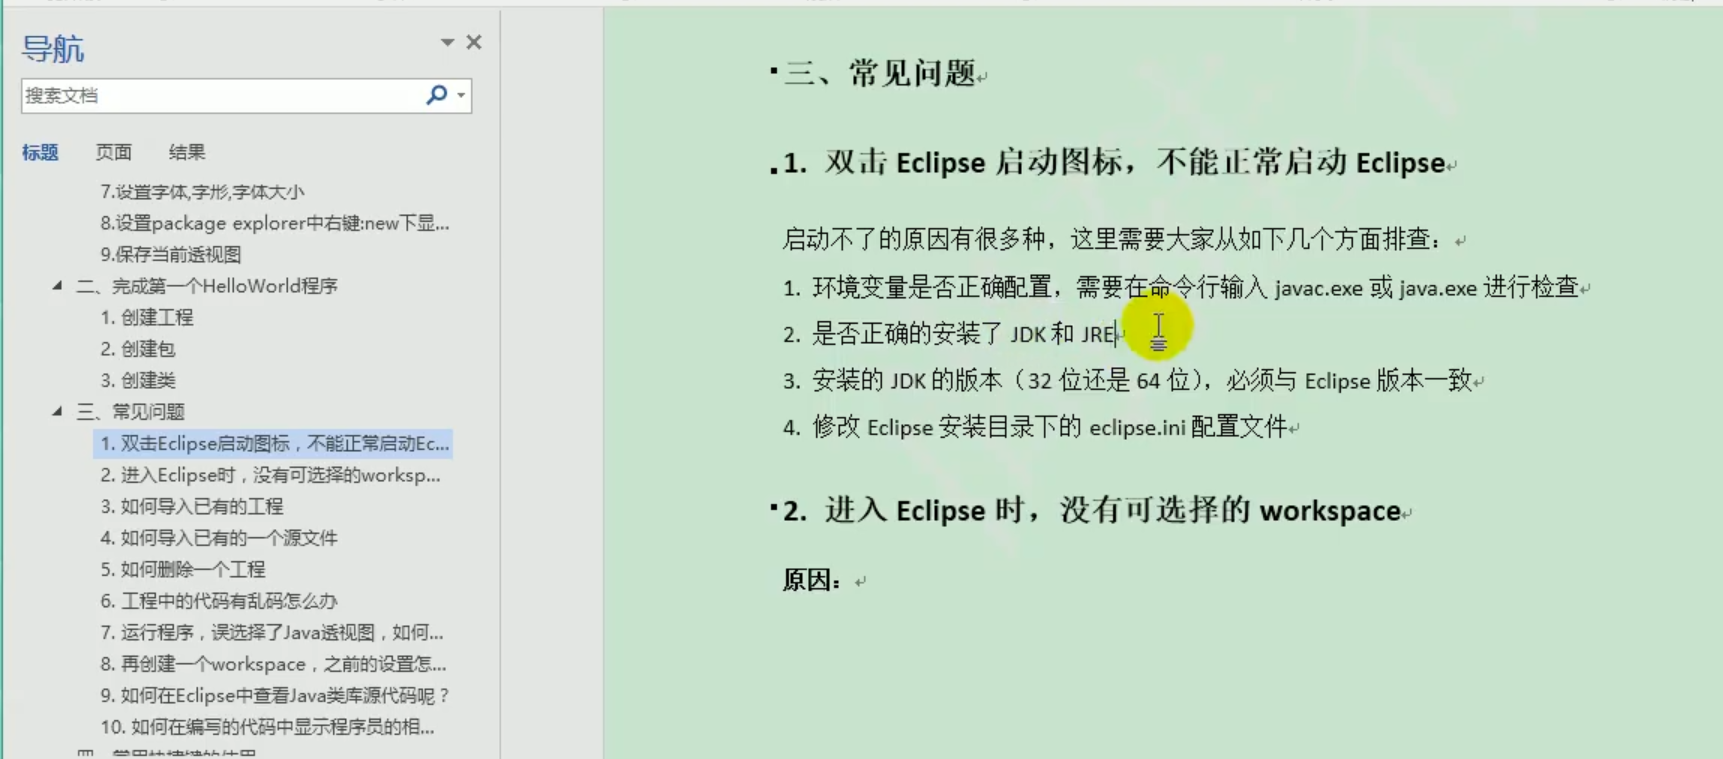 导航
搜索文档
标题 页面 结果
7.设置字体,字形,字体大小
8.设置package explorer中右键:new下显...
9.保存当前透视图
二、完成第一个HelloWorld程序
1. 创建工程
2. 创建包
3. 创建类
三、常见问题
1. 双击Eclipse启动图标，不能正常启动Ec...
2. 进入Eclipse时，没有可选择的worksp...
3. 如何导入已有的工程
4. 如何导入已有的一个源文件
5. 如何删除一个工程
6. 工程中的代码有乱码怎么办
7. 运行程序，误选择了Java透视图，如何...
8. 再创建一个workspace，之前的设置怎...
9. 如何在Eclipse中查看Java类库源代码呢？
10. 如何在编写的代码中显示程序员的相...
三、常见问题
1. 双击 Eclipse 启动图标，不能正常启动 Eclipse
启动不了的原因有很多种，这里需要大家从如下几个方面排查：
1. 环境变量是否正确配置，需要在命令行输入 javac.exe 或 java.exe 进行检查
2. 是否正确的安装了 JDK 和 JRE
3. 安装的 JDK 的版本（32 位还是 64 位），必须与 Eclipse 版本一致
4. 修改 Eclipse 安装目录下的 eclipse.ini 配置文件
2. 进入 Eclipse 时，没有可选择的 workspace
原因：